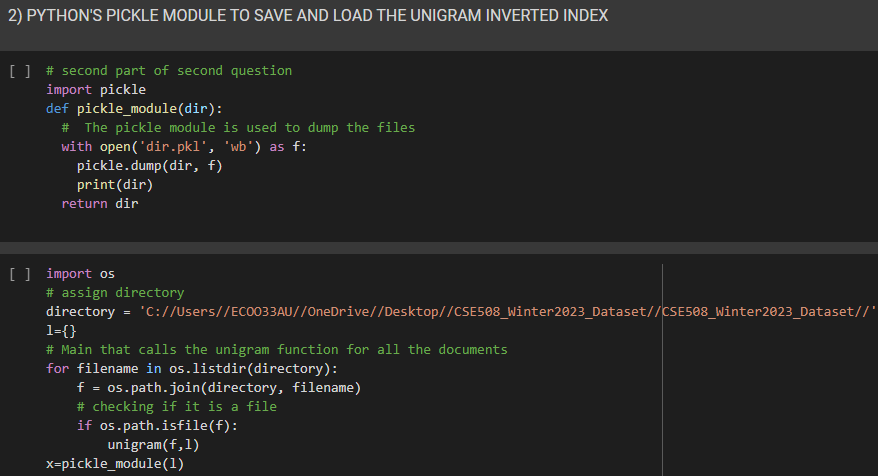 2) PYTHON'S PICKLE MODULE TO SAVE AND LOAD THE UNIGRAM INVERTED INDEX
[ ] # second part of second question
import pickle
def pickle_module(dir):
  #  The pickle module is used to dump the files
  with open('dir.pkl', 'wb') as f:
    pickle.dump(dir, f)
    print(dir)
  return dir
[ ] import os
# assign directory
directory = 'C://Users//ECOO33AU//OneDrive//Desktop//CSE508_Winter2023_Dataset//CSE508_Winter2023_Dataset//'
l={}
# Main that calls the unigram function for all the documents
for filename in os.listdir(directory):
    f = os.path.join(directory, filename)
    # checking if it is a file
    if os.path.isfile(f):
        unigram(f,l)
x=pickle_module(l)